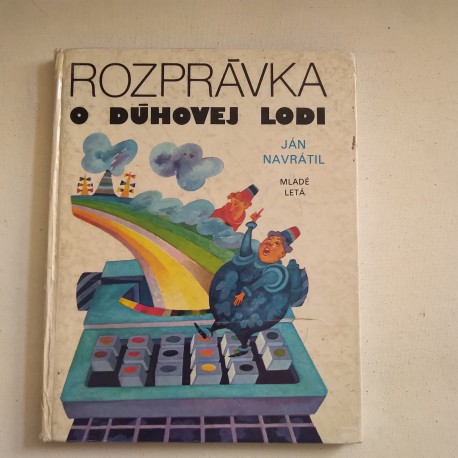 ROZPRÁVKA
O DÚHOVEJ LODI
JÁN
NAVRÁTIL
MLADÉ
LETÁ